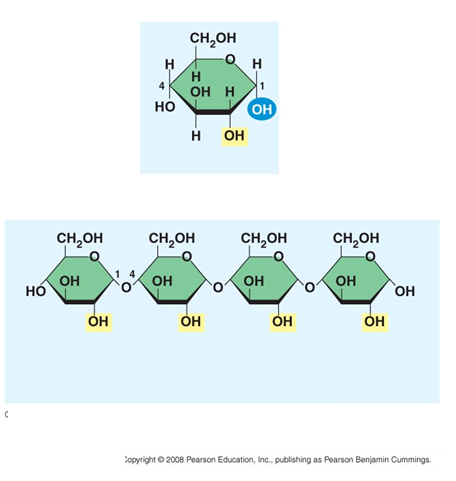 CH2OH
H O H
4 H 1
OH H
HO OH
H OH
CH2OH CH2OH CH2OH CH2OH
O O O O
1 4
OH OH OH OH
HO O O O OH
OH OH OH OH
opyright © 2008 Pearson Education, Inc., publishing as Pearson Benjamin Cummings.